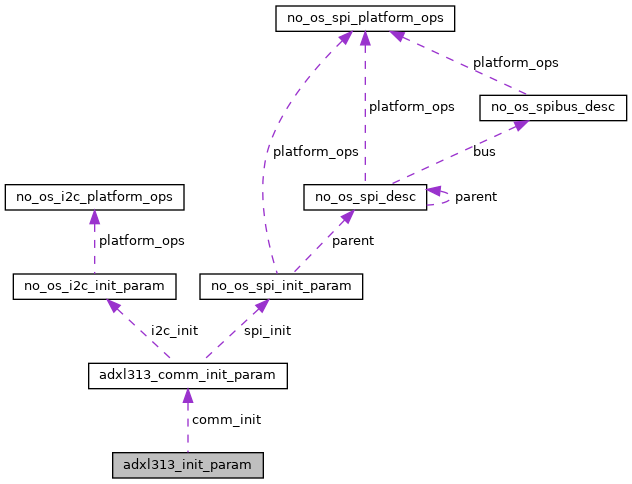 no_os_spi_platform_ops
platform_ops
no_os_spibus_desc
platform_ops
platform_ops
bus
no_os_i2c_platform_ops
no_os_spi_desc
parent
platform_ops
parent
no_os_i2c_init_param
no_os_spi_init_param
i2c_init
spi_init
adxl313_comm_init_param
comm_init
adxl313_init_param